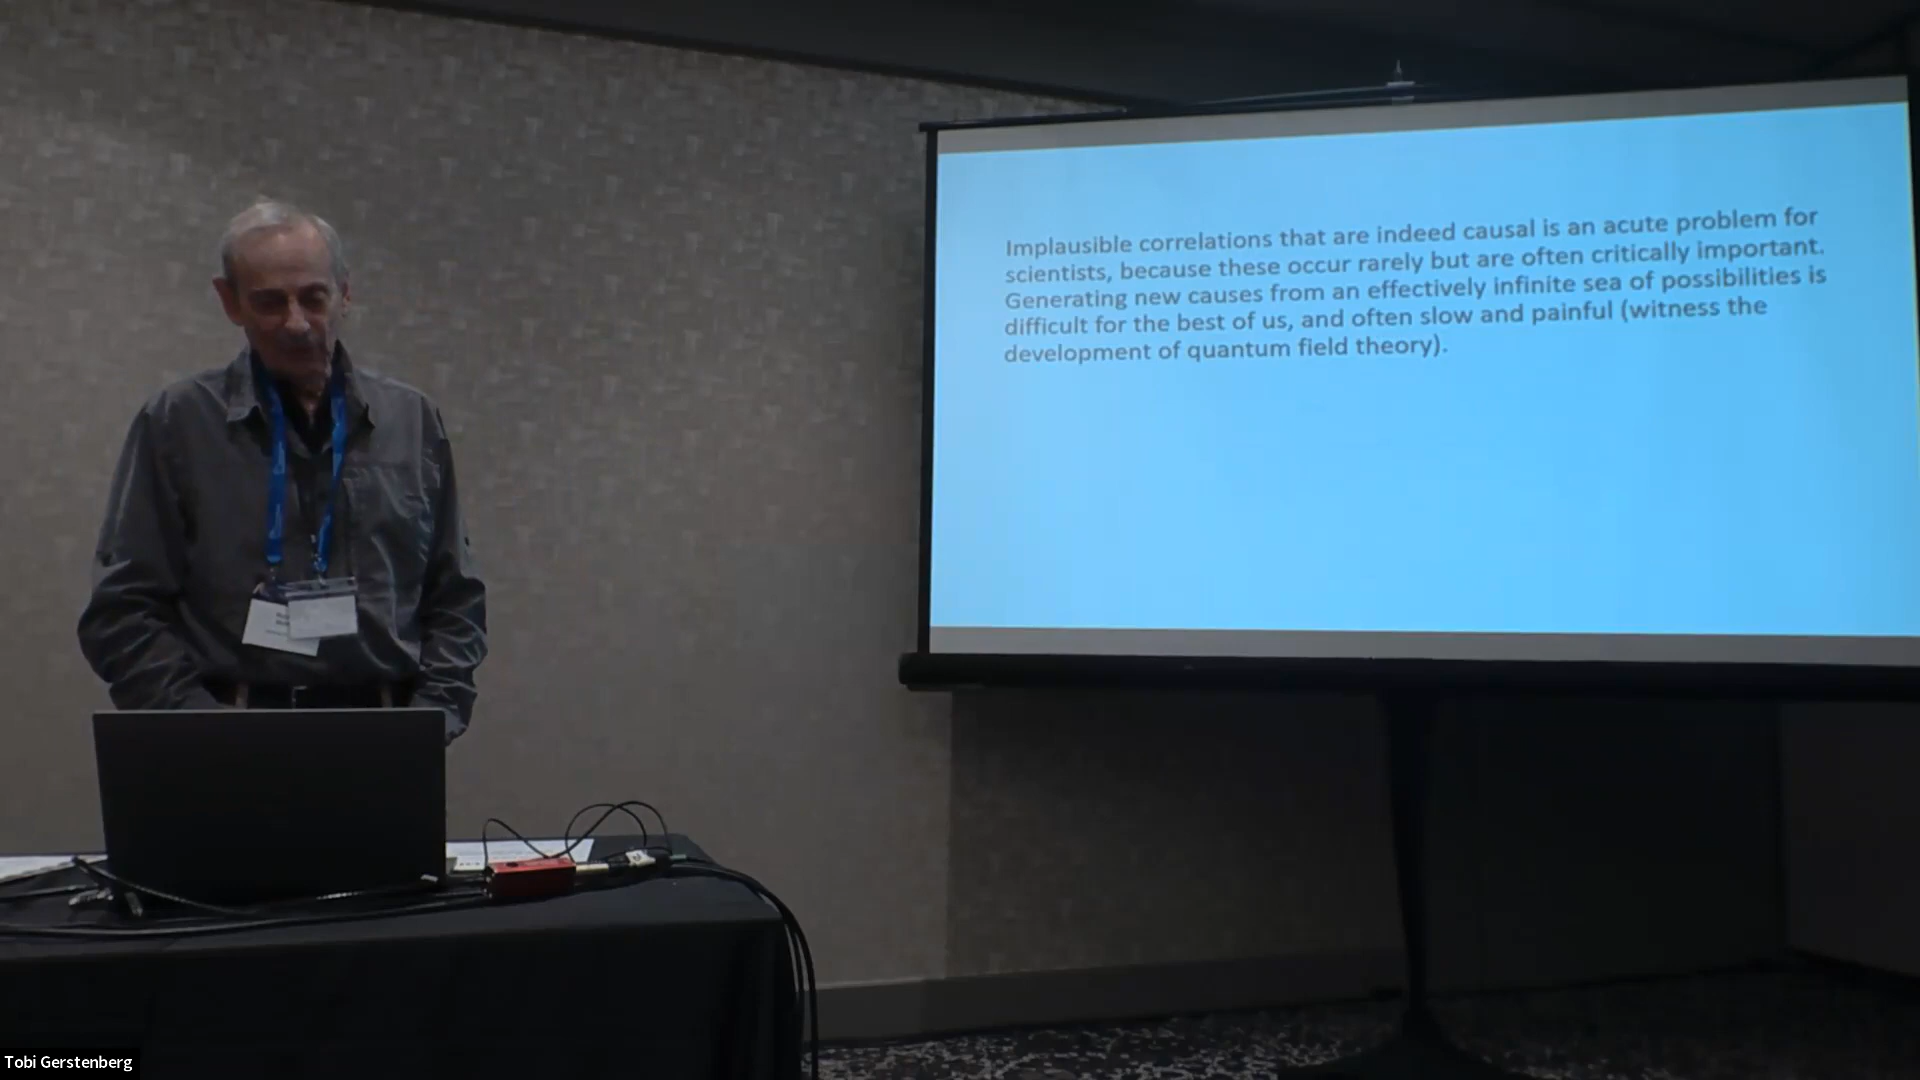 Implausible correlations that are indeed causal is an acute problem for
scientists, because these occur rarely but are often critically important.
Generating new causes from an effectively infinite sea of possibilities is
difficult for the best of us, and often slow and painful (witness the
development of quantum field theory).
Tobi Gerstenberg